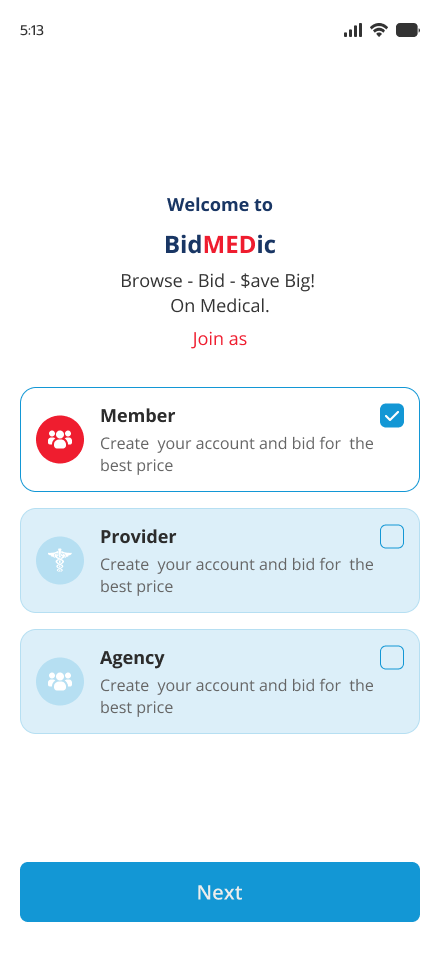 5:13
Welcome to
BidMEDic
Browse - Bid - $ave Big!
On Medical.
Join as
Member
Create  your account and bid for  the
best price
Provider
Create  your account and bid for  the
best price
Agency
Create  your account and bid for  the
best price
Next